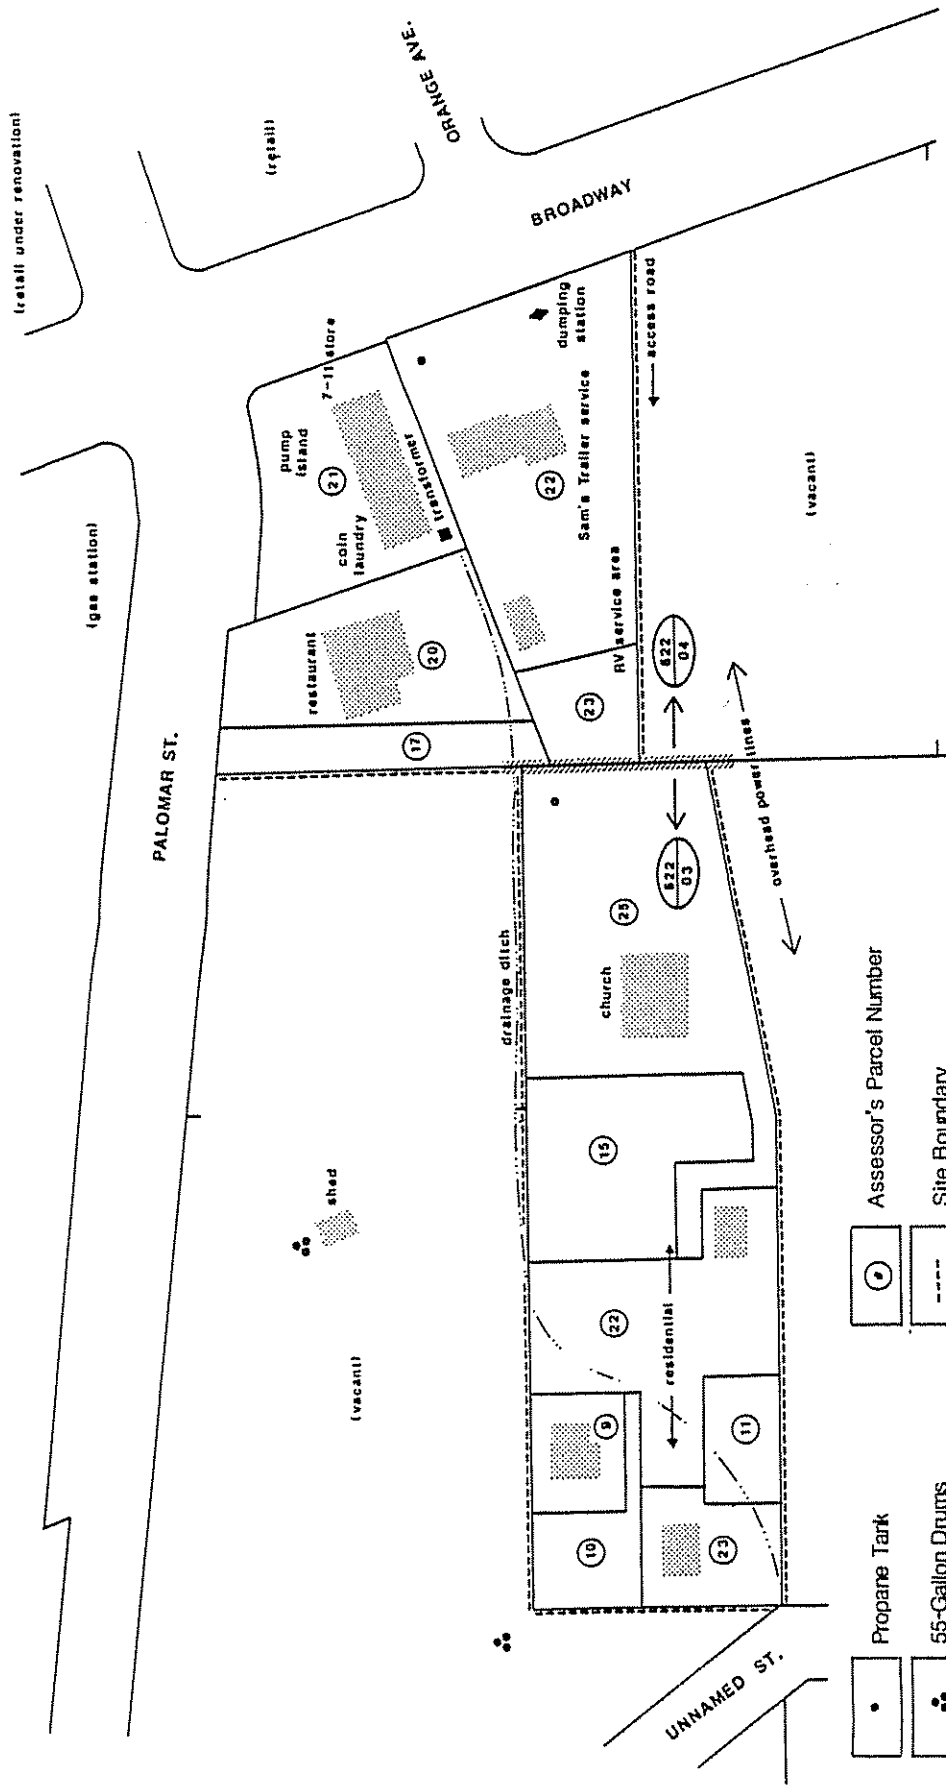 (retail under renovation)
(retail)
ORANGE AVE.
BROADWAY
(gas station)
PALOMAR ST.
pump
island
7-11 store
21
coin
laundry
transformer
restaurant
20
17
dumping
station
Sam's Trailer service
22
RV service area
23
access road
(vacant)
622
04
622
03
overhead power lines
drainage ditch
25
church
15
shed
(vacant)
22
residential
9
10
11
23
UNNAMED ST.
Propane Tank
55-Gallon Drums
#
Assessor's Parcel Number
Site Boundary